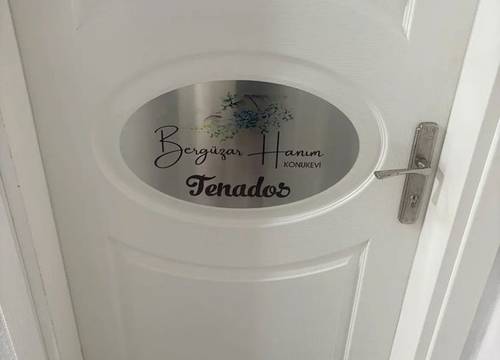 Bergüzar Hanım
KONUKEVİ
Tenados